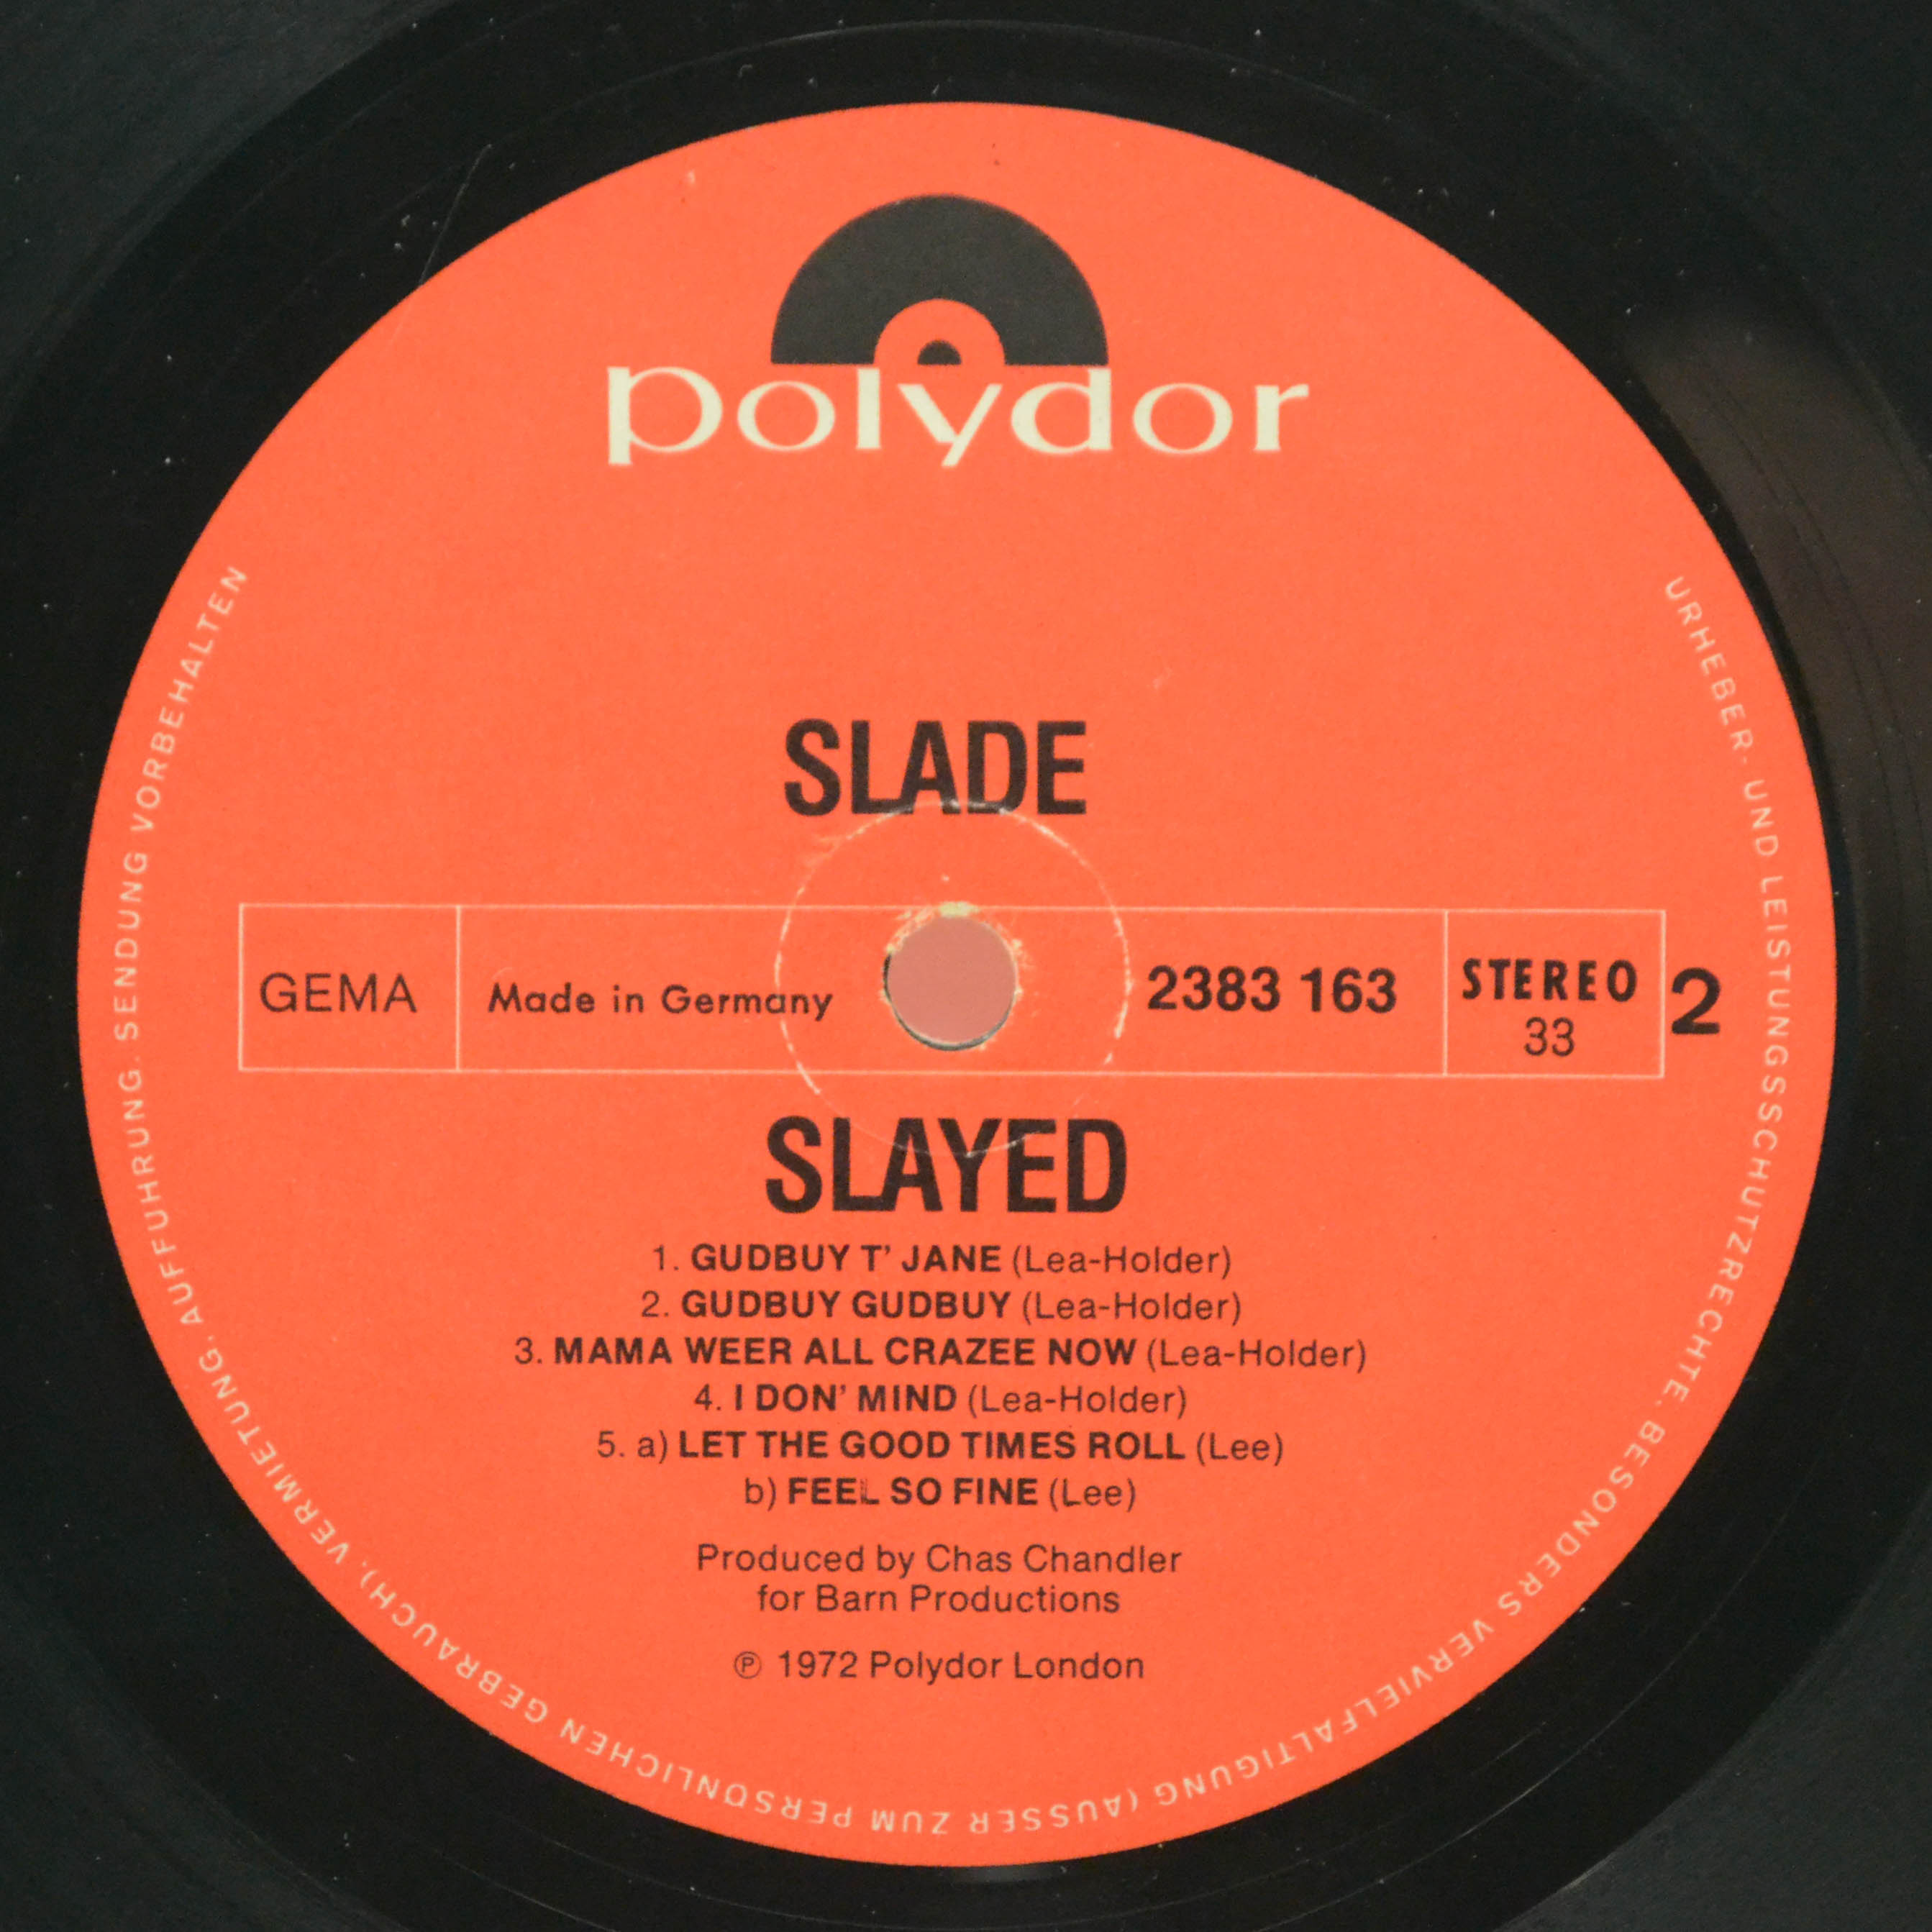 polydor
SLADE
GEMA
Made in Germany
2383 163
STEREO
33
2
SLAYED
1. GUDBUY T' JANE (Lea-Holder)
2. GUDBUY GUDBUY (Lea-Holder)
3. MAMA WEER ALL CRAZEE NOW (Lea-Holder)
4. I DON' MIND (Lea-Holder)
5. a) LET THE GOOD TIMES ROLL (Lee)
b) FEEL SO FINE (Lee)
Produced by Chas Chandler
for Barn Productions
℗ 1972 Polydor London
URHEBER- UND LEISTUNGSSCHUTZRECHTE. BESONDERS VERVIELFÄLTIGUNG (AUSSER ZUM PERSÖNLICHEN GEBRAUCH), VERMIETUNG, AUFFÜHRUNG, SENDUNG VORBEHALTEN